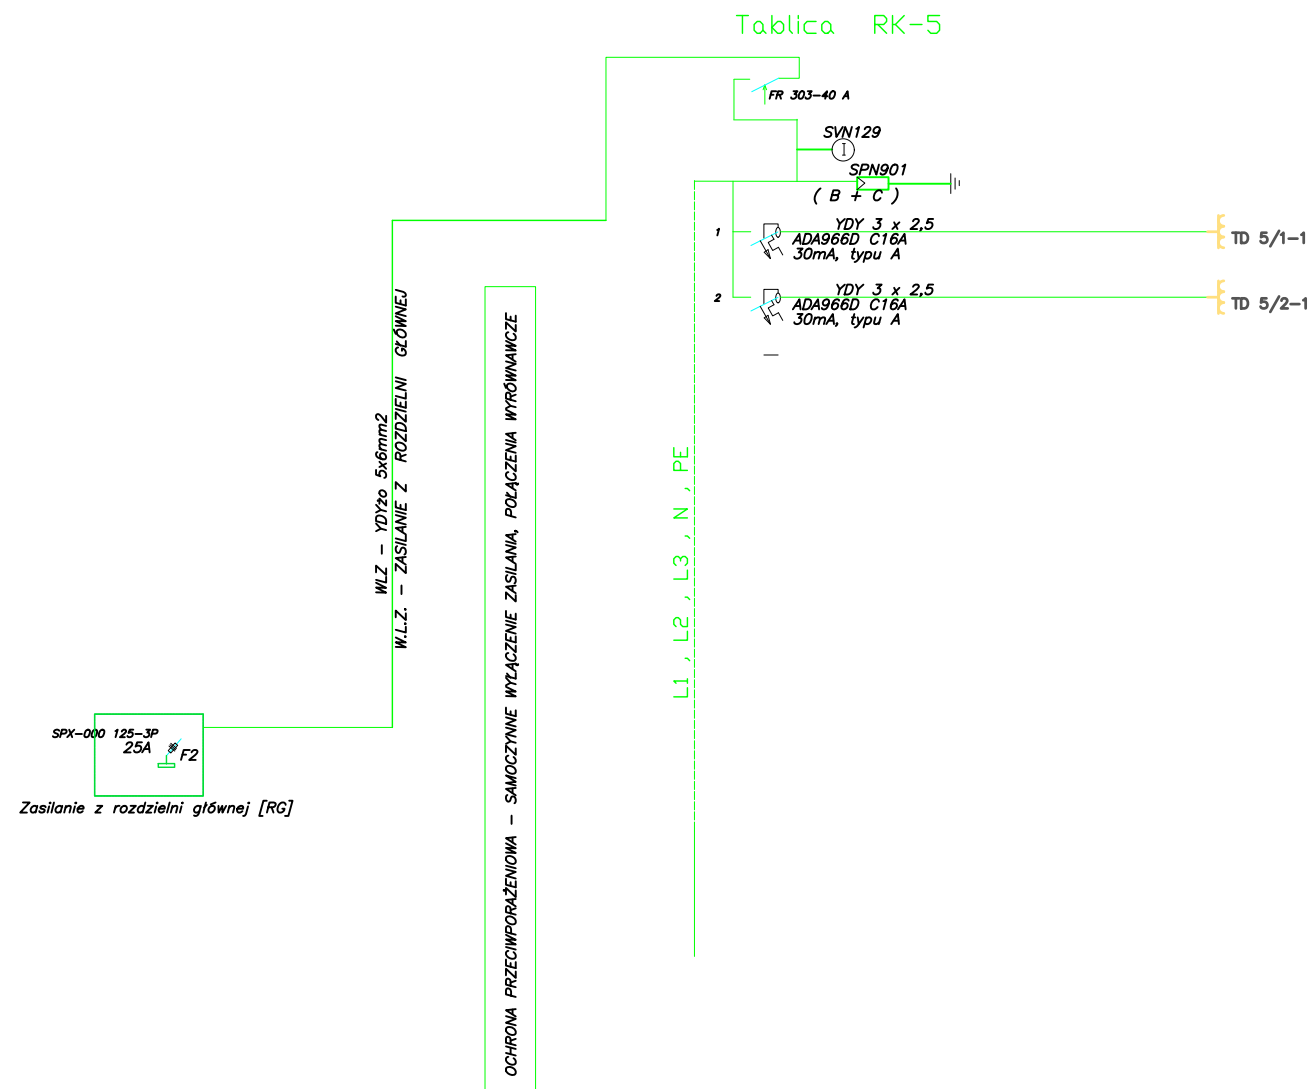 Tablica RK-5
FR 303-40 A
SVN129
I
SPN901
( B + C )
1
YDY 3 x 2,5
ADA966D C16A
30mA, typu A
TD 5/1-1
2
YDY 3 x 2,5
ADA966D C16A
30mA, typu A
TD 5/2-1
WLZ - YDYżo 5x6mm2
W.L.Z. - ZASILANIE Z ROZDZIELNI GŁÓWNEJ
OCHRONA PRZECIWPORAŻENIOWA - SAMOCZYNNE WYŁĄCZENIE ZASILANIA, POŁĄCZENIA WYRÓWNAWCZE
L1 , L2 , L3 , N , PE
SPX-000 125-3P
25A
F2
Zasilanie z rozdzielni głównej [RG]